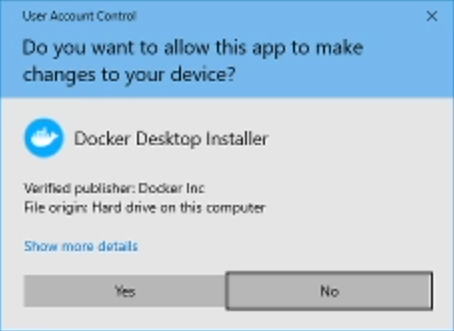 User Account Control
Do you want to allow this app to make
changes to your device?
Docker Desktop Installer
Verified publisher: Docker Inc
File origin: Hard drive on this computer
Show more details
Yes
No